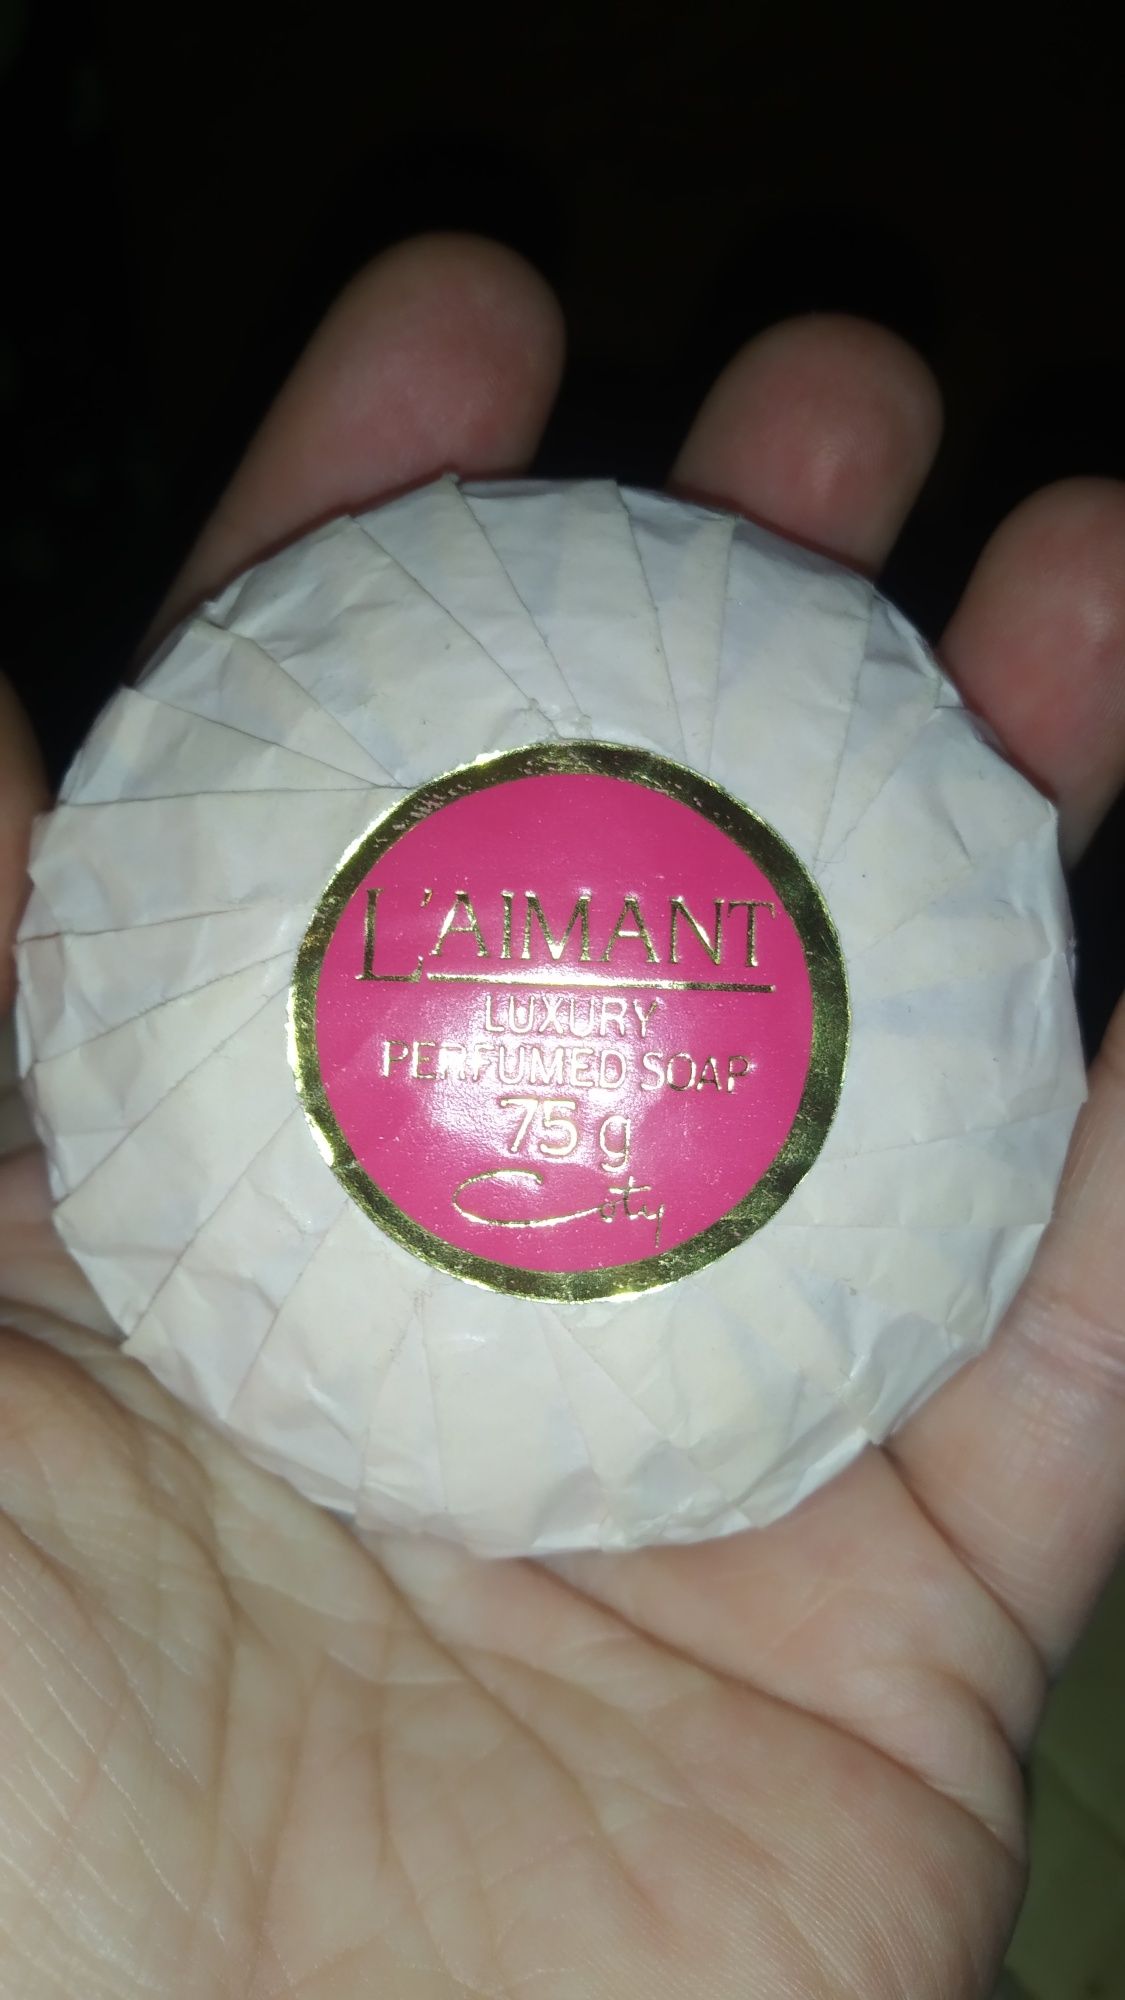 L'AIMANT
LUXURY
PERFUMED SOAP
75 g
Coty